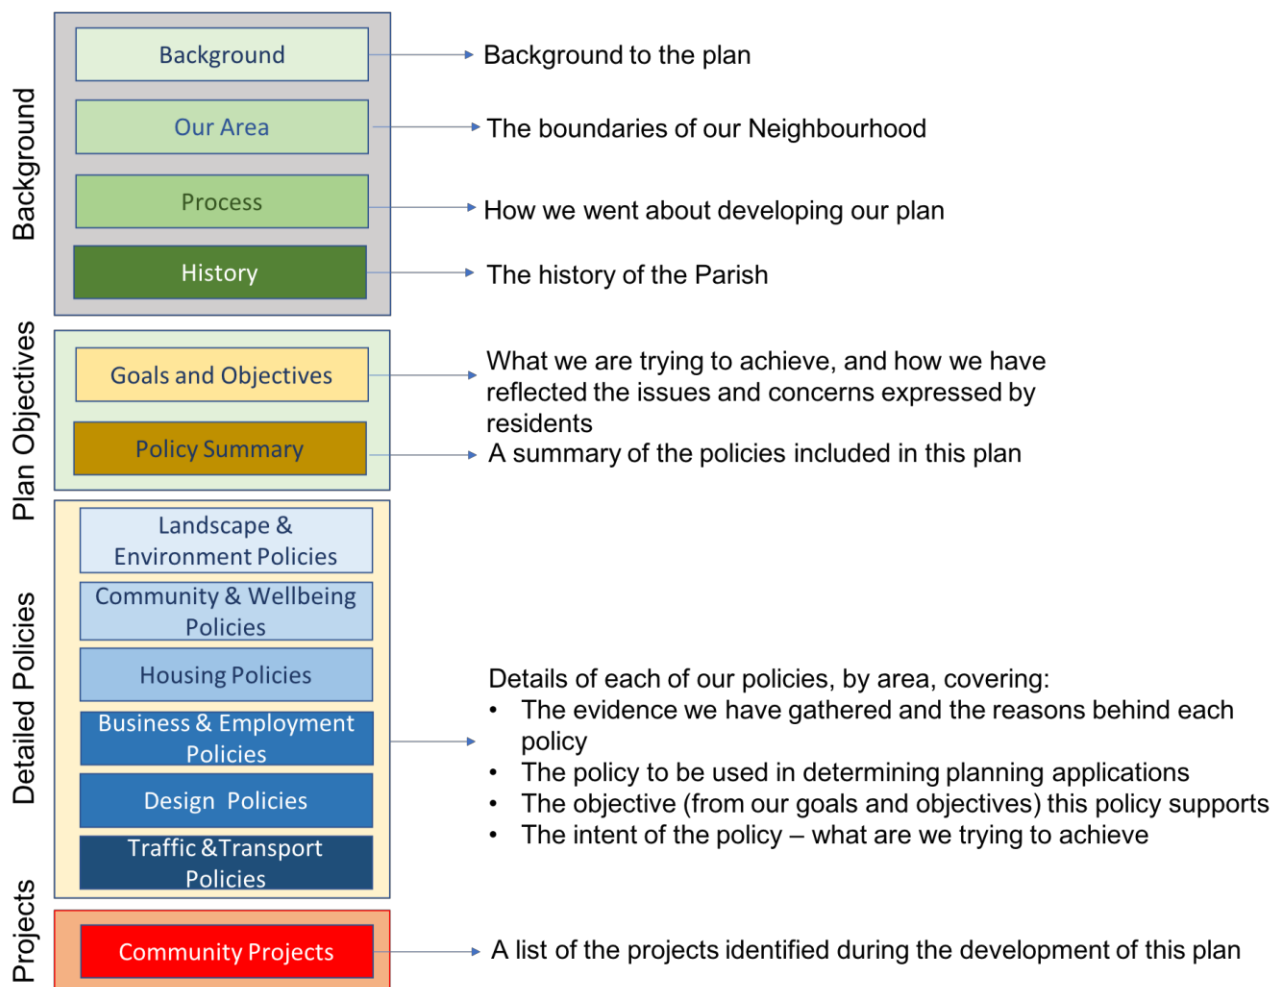 Background
Background
Background to the plan
Our Area
The boundaries of our Neighbourhood
Process
How we went about developing our plan
History
The history of the Parish
Plan Objectives
Goals and Objectives
What we are trying to achieve, and how we have
reflected the issues and concerns expressed by
residents
Policy Summary
A summary of the policies included in this plan
Detailed Policies
Landscape &
Environment Policies
Community & Wellbeing
Policies
Housing Policies
Business & Employment
Policies
Design  Policies
Traffic &Transport
Policies
Details of each of our policies, by area, covering:
• The evidence we have gathered and the reasons behind each
policy
• The policy to be used in determining planning applications
• The objective (from our goals and objectives) this policy supports
• The intent of the policy – what are we trying to achieve
Projects
Community Projects
A list of the projects identified during the development of this plan